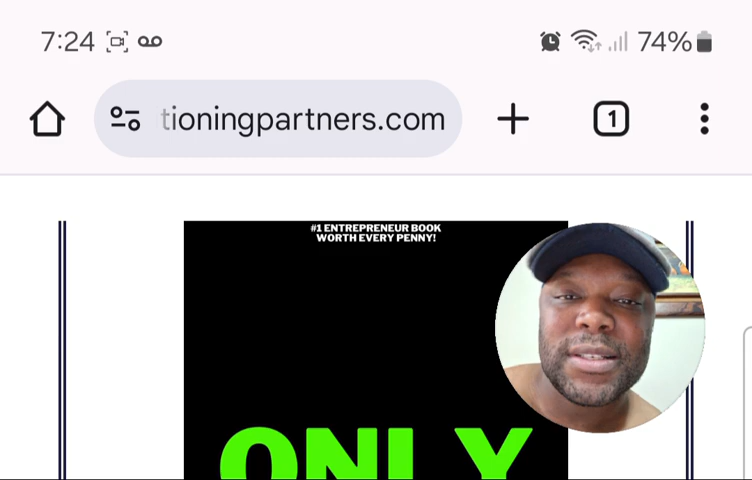 7:24
74%
tioningpartners.com
1
#1 ENTREPRENEUR BOOK
WORTH EVERY PENNY!
ONLY